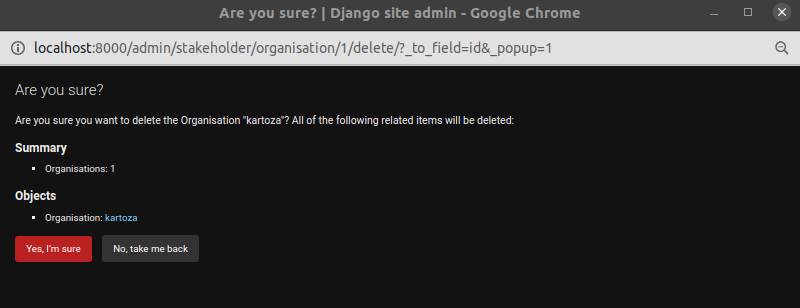 Are you sure? | Django site admin - Google Chrome
localhost:8000/admin/stakeholder/organisation/1/delete/?_to_field=id&_popup=1
Are you sure?
Are you sure you want to delete the Organisation "kartoza"? All of the following related items will be deleted:
Summary
Organisations: 1
Objects
Organisation: kartoza
Yes, I'm sure
No, take me back